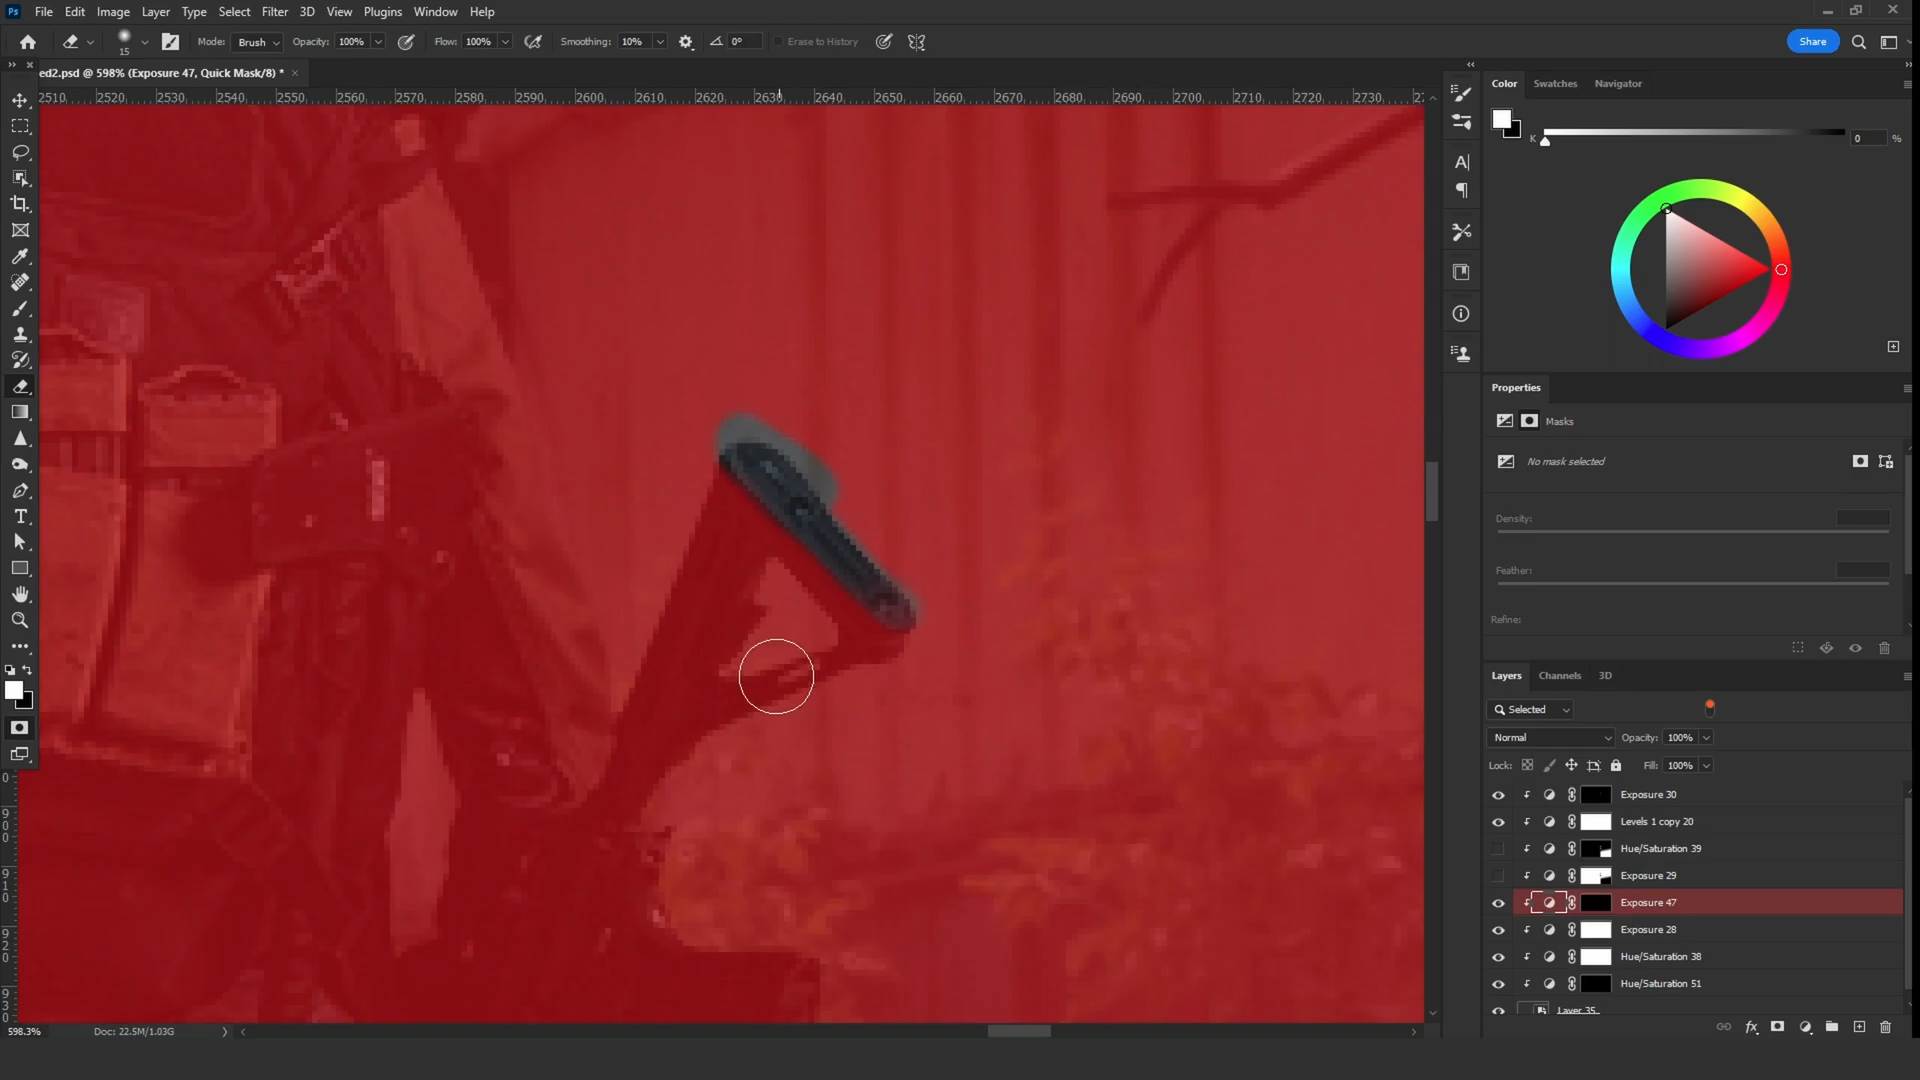 Ps File Edit Image Layer Type Select Filter 3D View Plugins Window Help
15 Mode: Brush Opacity: 100% Flow: 100% Smoothing: 10% 0° Erase to History Share
ed2.psd @ 598% (Exposure 47, Quick Mask/8) * ×
2510 2520 2530 2540 2550 2560 2570 2580 2590 2600 2610 2620 2630 2640 2650 2660 2670 2680 2690 2700 2710 2720 2730
Color Swatches Navigator
K 0 %
Properties
Masks
No mask selected
Density:
Feather:
Refine:
Layers Channels 3D
Selected
Normal Opacity: 100%
Lock: Fill: 100%
Exposure 30
Levels 1 copy 20
Hue/Saturation 39
Exposure 29
Exposure 47
Exposure 28
Hue/Saturation 38
Hue/Saturation 51
Layer 35
598.3% Doc: 22.5M/1.03G